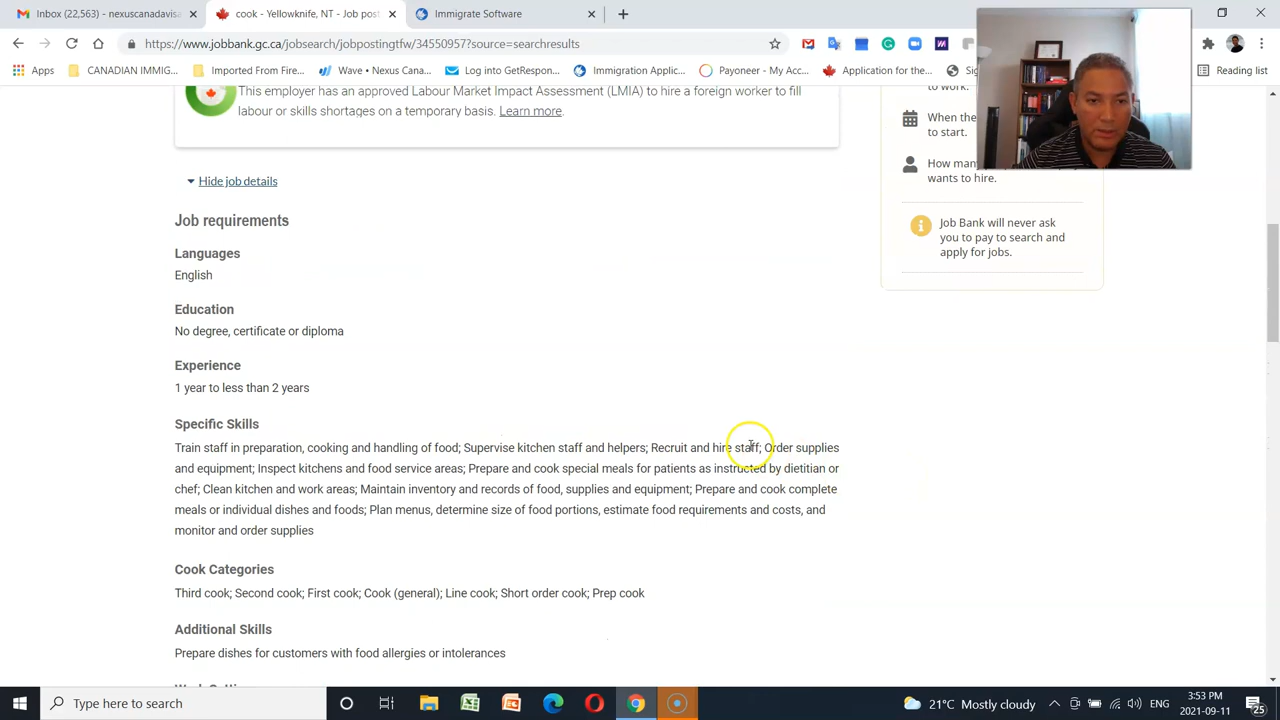 Inbox (22,563) - nexuscanadavisa
cook - Yellowknife, NT - Job post
Immigrate Software
https://www.jobbank.gc.ca/jobsearch/jobpostingtfw/34550957?source=searchresults
Apps
CANADIAN IMMIG...
Imported From Fire...
Wave • Nexus Cana...
Log into GetRespon...
Immigration Applic...
Payoneer - My Acc...
Application for the...
Reading list
This employer has an approved Labour Market Impact Assessment (LMIA) to hire a foreign worker to fill
labour or skills shortages on a temporary basis. Learn more.
to work.
When the
to start.
How many
wants to hire.
Job Bank will never ask
you to pay to search and
apply for jobs.
Hide job details
Job requirements
Languages
English
Education
No degree, certificate or diploma
Experience
1 year to less than 2 years
Specific Skills
Train staff in preparation, cooking and handling of food; Supervise kitchen staff and helpers; Recruit and hire staff; Order supplies
and equipment; Inspect kitchens and food service areas; Prepare and cook special meals for patients as instructed by dietitian or
chef; Clean kitchen and work areas; Maintain inventory and records of food, supplies and equipment; Prepare and cook complete
meals or individual dishes and foods; Plan menus, determine size of food portions, estimate food requirements and costs, and
monitor and order supplies
Cook Categories
Third cook; Second cook; First cook; Cook (general); Line cook; Short order cook; Prep cook
Additional Skills
Prepare dishes for customers with food allergies or intolerances
Type here to search
21°C Mostly cloudy
ENG
3:53 PM
2021-09-11
25